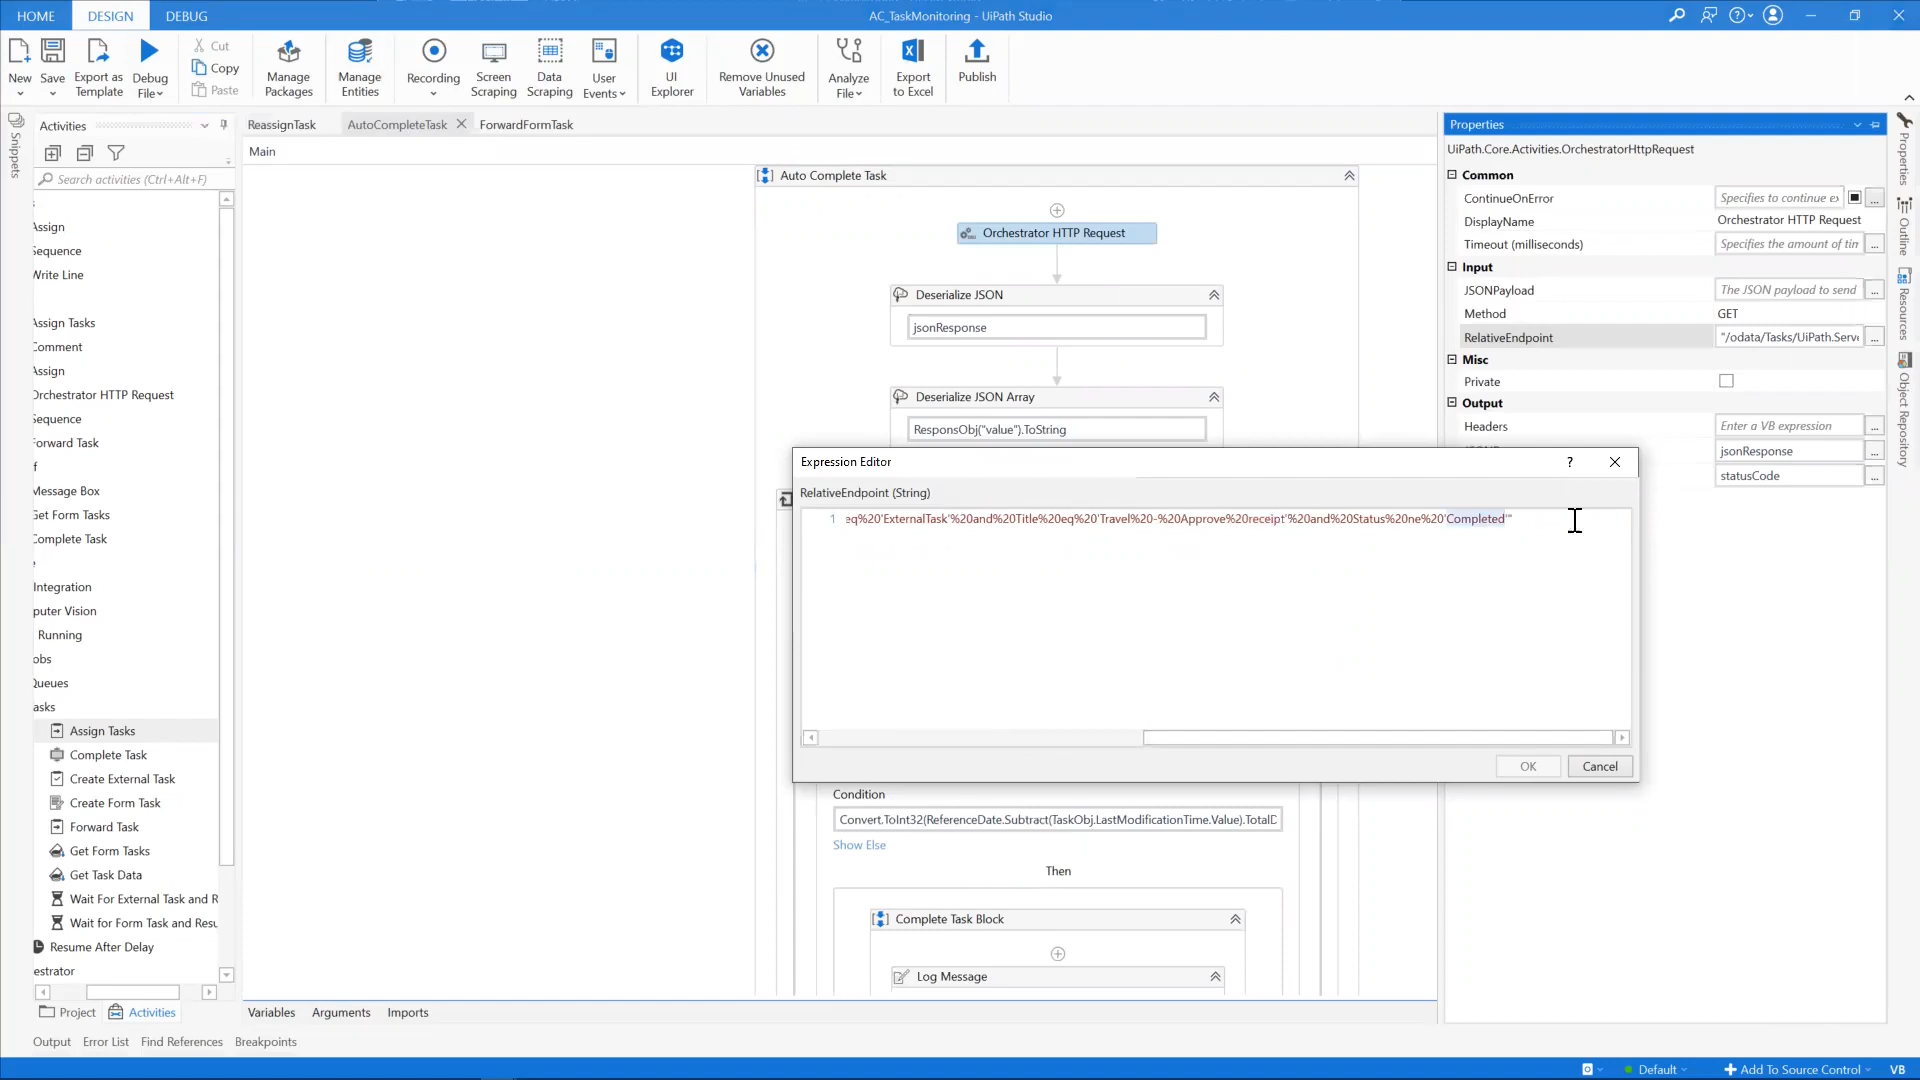 HOME DESIGN DEBUG
AC_TaskMonitoring - UiPath Studio
New
Save
Export as Template
Debug File
Cut
Copy
Paste
Manage Packages
Manage Entities
Recording
Screen Scraping
Data Scraping
User Events
UI Explorer
Remove Unused Variables
Analyze File
Export to Excel
Publish
Snippets
Activities
Search activities (Ctrl+Alt+F)
Assign
Sequence
Write Line
Assign Tasks
Comment
Assign
Orchestrator HTTP Request
Sequence
Forward Task
f
Message Box
Get Form Tasks
Complete Task
Integration
puter Vision
Running
obs
Queues
asks
Assign Tasks
Complete Task
Create External Task
Create Form Task
Forward Task
Get Form Tasks
Get Task Data
Wait For External Task and R
Wait for Form Task and Resu
Resume After Delay
estrator
Project Activities
ReassignTask AutoCompleteTask ForwardFormTask
Main
Auto Complete Task
Orchestrator HTTP Request
Deserialize JSON
jsonResponse
Deserialize JSON Array
ResponsObj("value").ToString
Expression Editor ?
RelativeEndpoint (String)
1 eq%20'ExternalTask'%20and%20Title%20eq%20'Travel%20-%20Approve%20receipt'%20and%20Status%20ne%20'Completed'"
OK Cancel
Condition
Convert.ToInt32(ReferenceDate.Subtract(TaskObj.LastModificationTime.Value).TotalD
Show Else
Then
Complete Task Block
Log Message
Variables Arguments Imports
Properties
UiPath.Core.Activities.OrchestratorHttpRequest
Common
ContinueOnError Specifies to continue ex ...
DisplayName Orchestrator HTTP Request
Timeout (milliseconds) Specifies the amount of tim ...
Input
JSONPayload The JSON payload to send ...
Method GET
RelativeEndpoint "/odata/Tasks/UiPath.Serve ...
Misc
Private
Output
Headers Enter a VB expression ...
jsonResponse ...
statusCode ...
Properties
Outline
Resources
Object Repository
Output Error List Find References Breakpoints
Default Add To Source Control VB